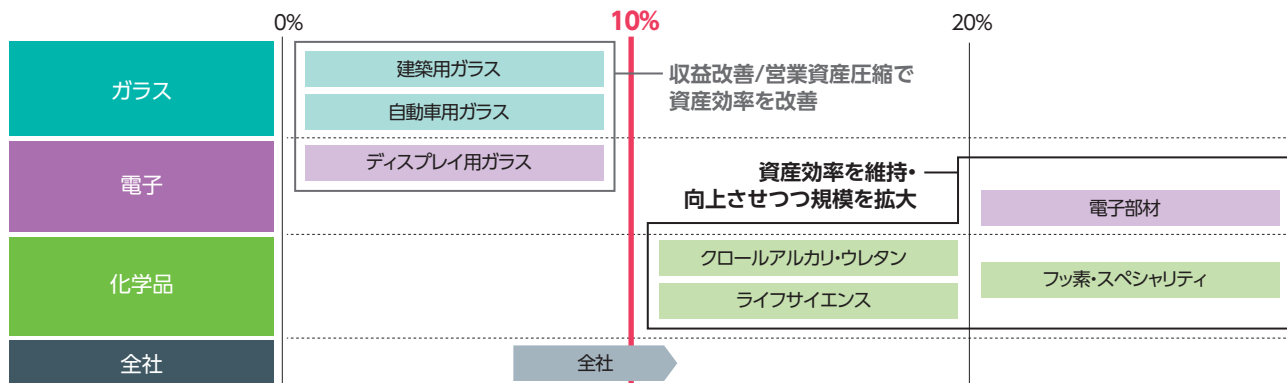 0%
10%
20%
ガラス
建築用ガラス
自動車用ガラス
収益改善/営業資産圧縮で
資産効率を改善
電子
ディスプレイ用ガラス
資産効率を維持・
向上させつつ規模を拡大
電子部材
化学品
クロールアルカリ・ウレタン
ライフサイエンス
フッ素・スペシャリティ
全社
全社